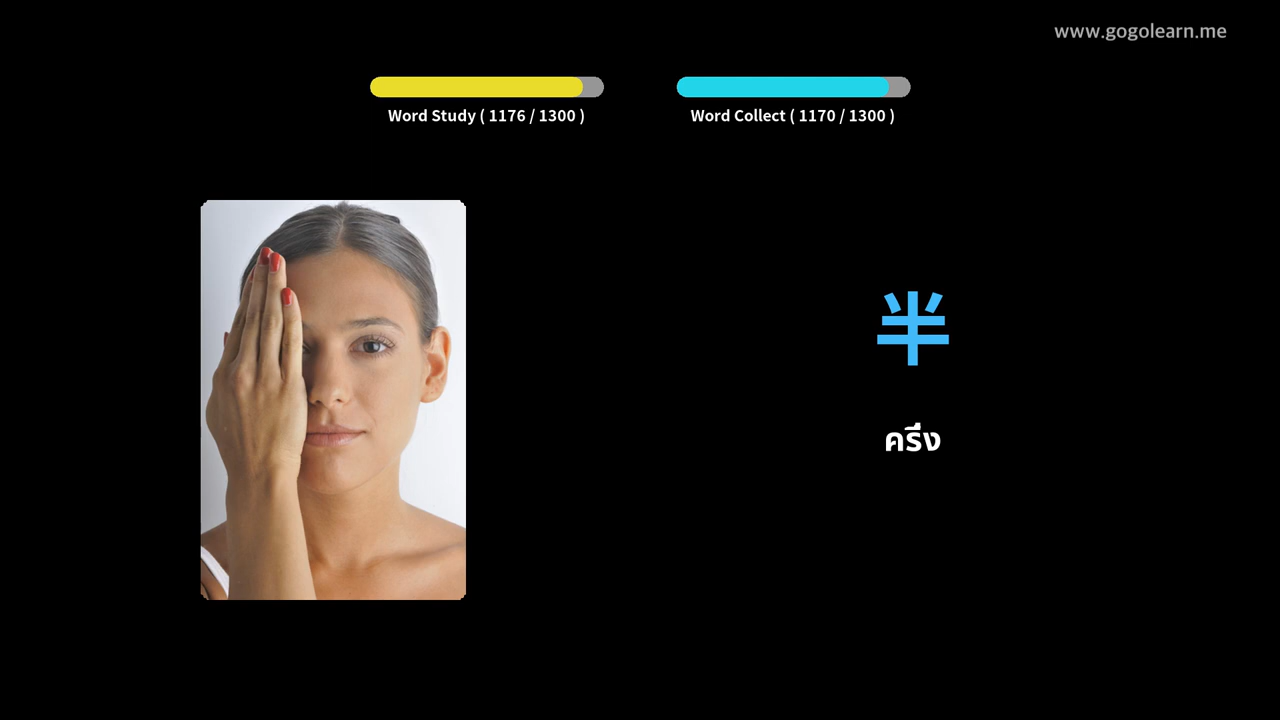 www.gogolearn.me
Word Study ( 1176 / 1300 )
Word Collect ( 1170 / 1300 )
半
ครึ่ง